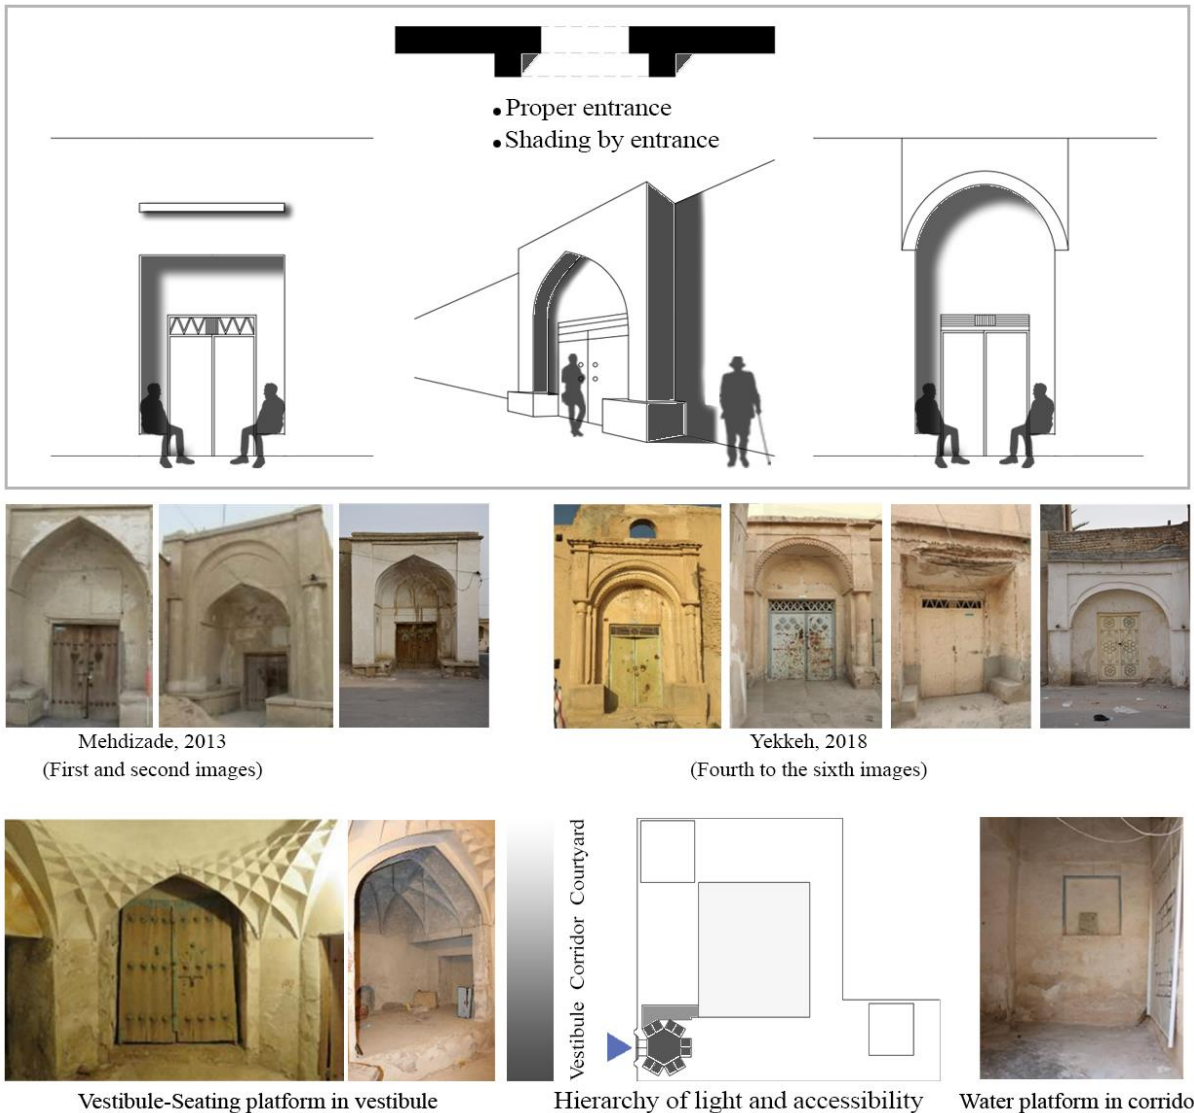 • Proper entrance
• Shading by entrance
Mehdizade, 2013
(First and second images)
Yekkeh, 2018
(Fourth to the sixth images)
Vestibule Corridor Courtyard
Vestibule-Seating platform in vestibule
Hierarchy of light and accessibility
Water platform in corrido